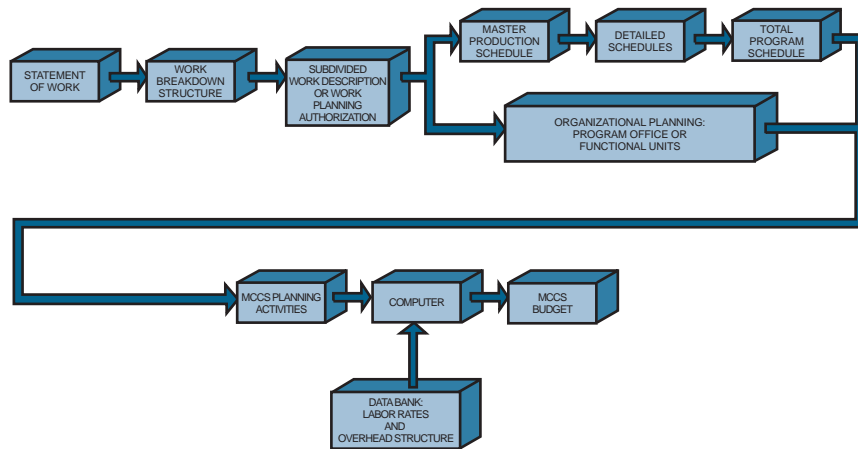 STATEMENT
OF WORK
WORK
BREAKDOWN
STRUCTURE
SUBDIVIDED
WORK DESCRIPTION
OR WORK
PLANNING
AUTHORIZATION
MASTER
PRODUCTION
SCHEDULE
DETAILED
SCHEDULES
TOTAL
PROGRAM
SCHEDULE
ORGANIZATIONAL PLANNING:
PROGRAM OFFICE OR
FUNCTIONAL UNITS
MCCS PLANNING
ACTIVITIES
COMPUTER
MCCS
BUDGET
DATA BANK:
LABOR RATES
AND
OVERHEAD STRUCTURE